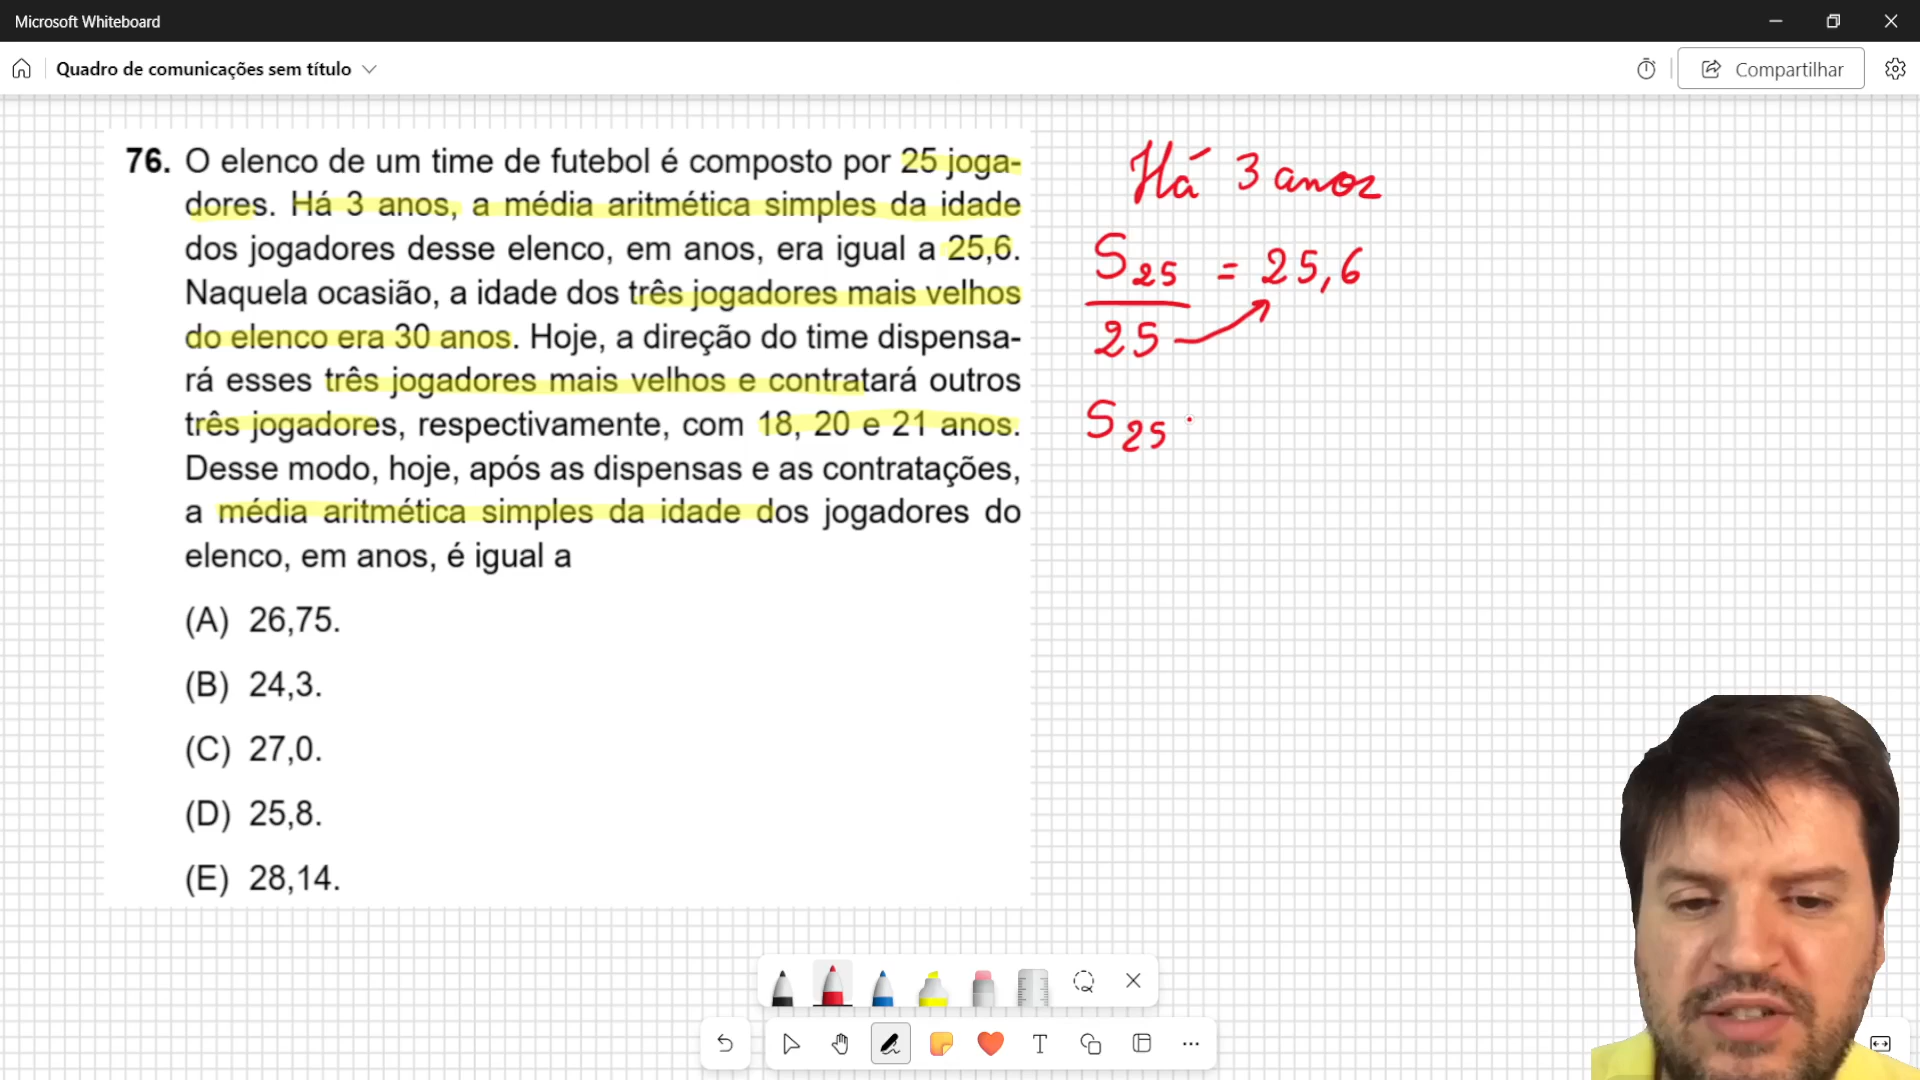 Microsoft Whiteboard
Quadro de comunicações sem título
Compartilhar
76. O elenco de um time de futebol é composto por 25 joga-
dores. Há 3 anos, a média aritmética simples da idade
dos jogadores desse elenco, em anos, era igual a 25,6.
Naquela ocasião, a idade dos três jogadores mais velhos
do elenco era 30 anos. Hoje, a direção do time dispensa-
rá esses três jogadores mais velhos e contratará outros
três jogadores, respectivamente, com 18, 20 e 21 anos.
Desse modo, hoje, após as dispensas e as contratações,
a média aritmética simples da idade dos jogadores do
elenco, em anos, é igual a
(A) 26,75.
(B) 24,3.
(C) 27,0.
(D) 25,8.
(E) 28,14.
Há 3 anos
S25 = 25,6
25
S25